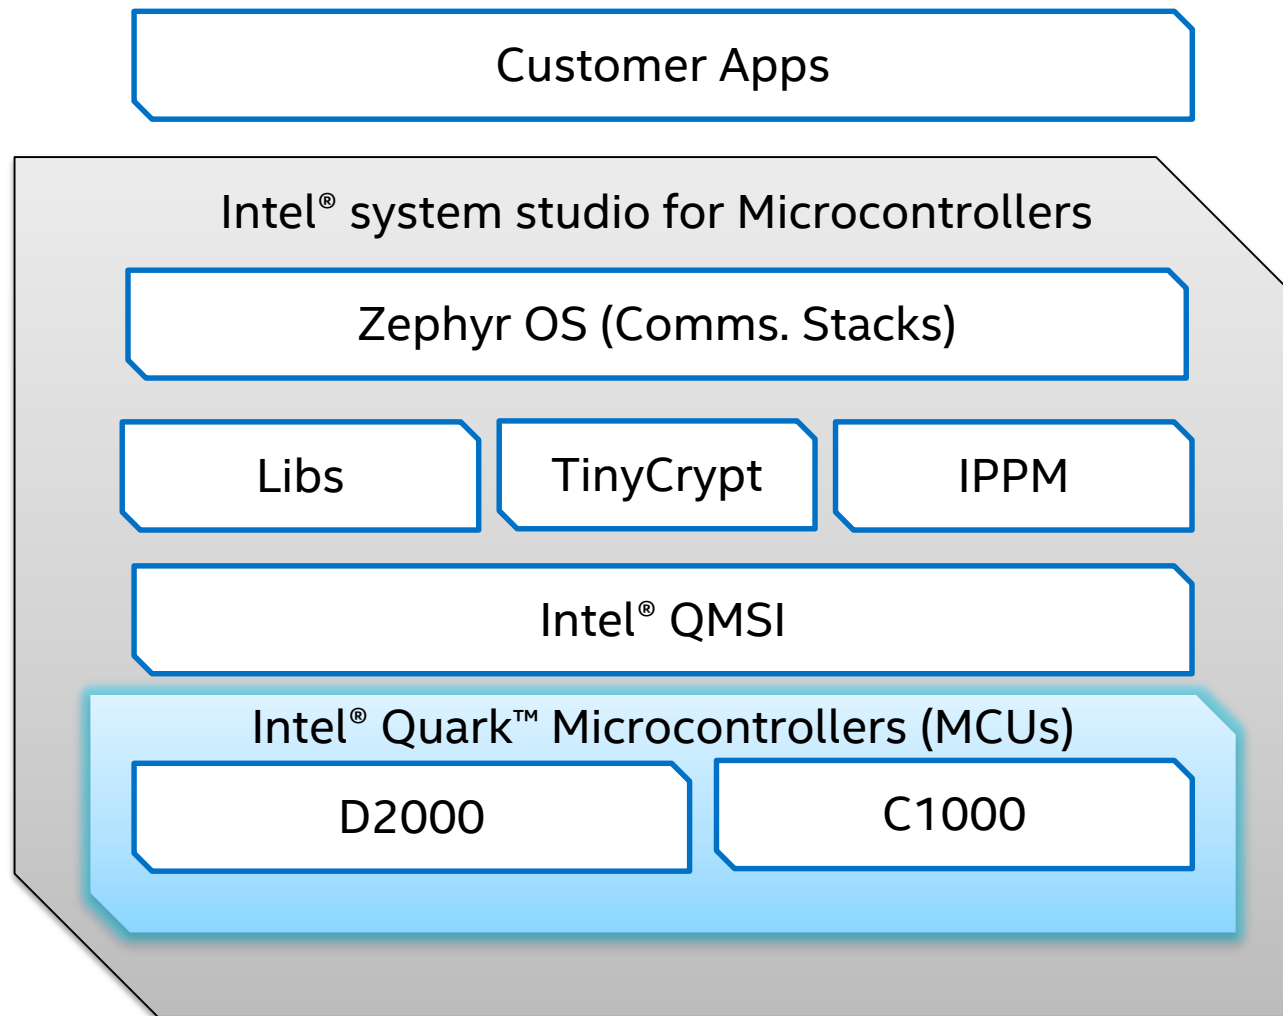 Customer Apps
Intel® system studio for Microcontrollers
Zephyr OS (Comms. Stacks)
Libs
TinyCrypt
IPPM
Intel® QMSI
Intel® Quark™ Microcontrollers (MCUs)
D2000
C1000